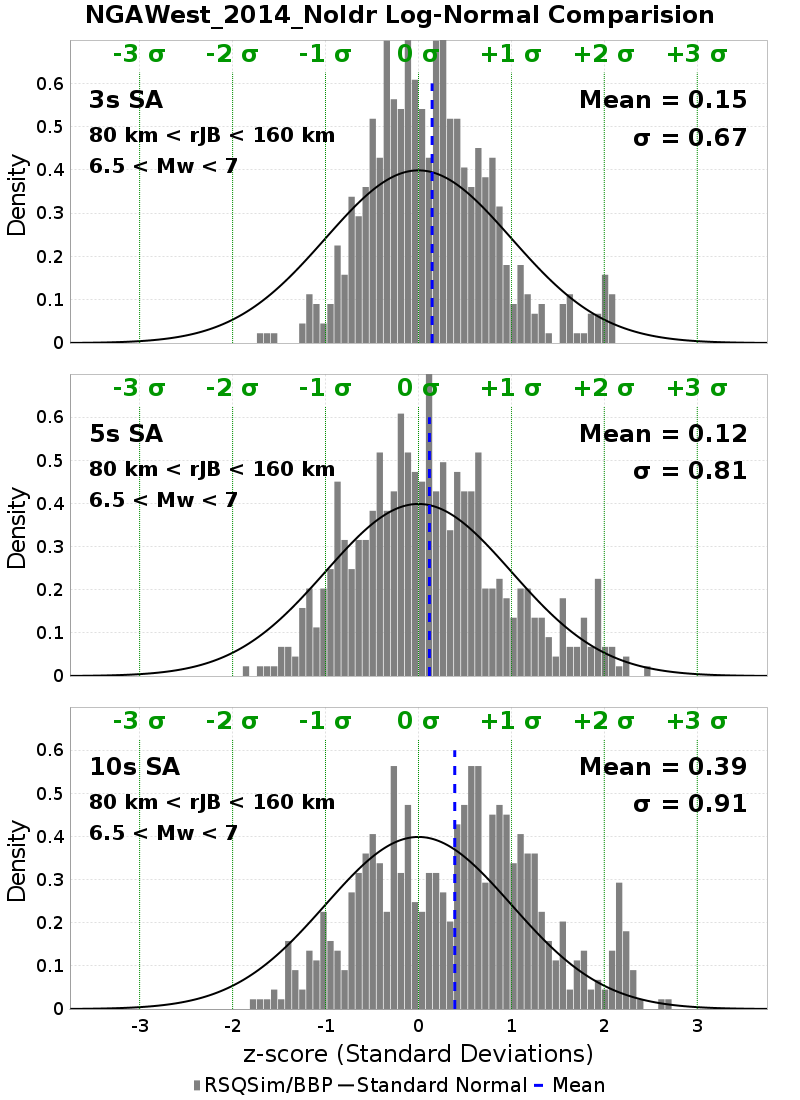 NGAWest_2014_NoIdr Log-Normal Comparision
-3 σ -2 σ -1 σ 0 σ +1 σ +2 σ +3 σ
3s SA Mean = 0.15
80 km < rJB < 160 km σ = 0.67
6.5 < Mw < 7
Density
0.6
0.5
0.4
0.3
0.2
0.1
0
-3 σ -2 σ -1 σ 0 σ +1 σ +2 σ +3 σ
5s SA Mean = 0.12
80 km < rJB < 160 km σ = 0.81
6.5 < Mw < 7
Density
0.6
0.5
0.4
0.3
0.2
0.1
0
-3 σ -2 σ -1 σ 0 σ +1 σ +2 σ +3 σ
10s SA Mean = 0.39
80 km < rJB < 160 km σ = 0.91
6.5 < Mw < 7
Density
0.6
0.5
0.4
0.3
0.2
0.1
0
-3 -2 -1 0 1 2 3
z-score (Standard Deviations)
RSQSim/BBP Standard Normal Mean